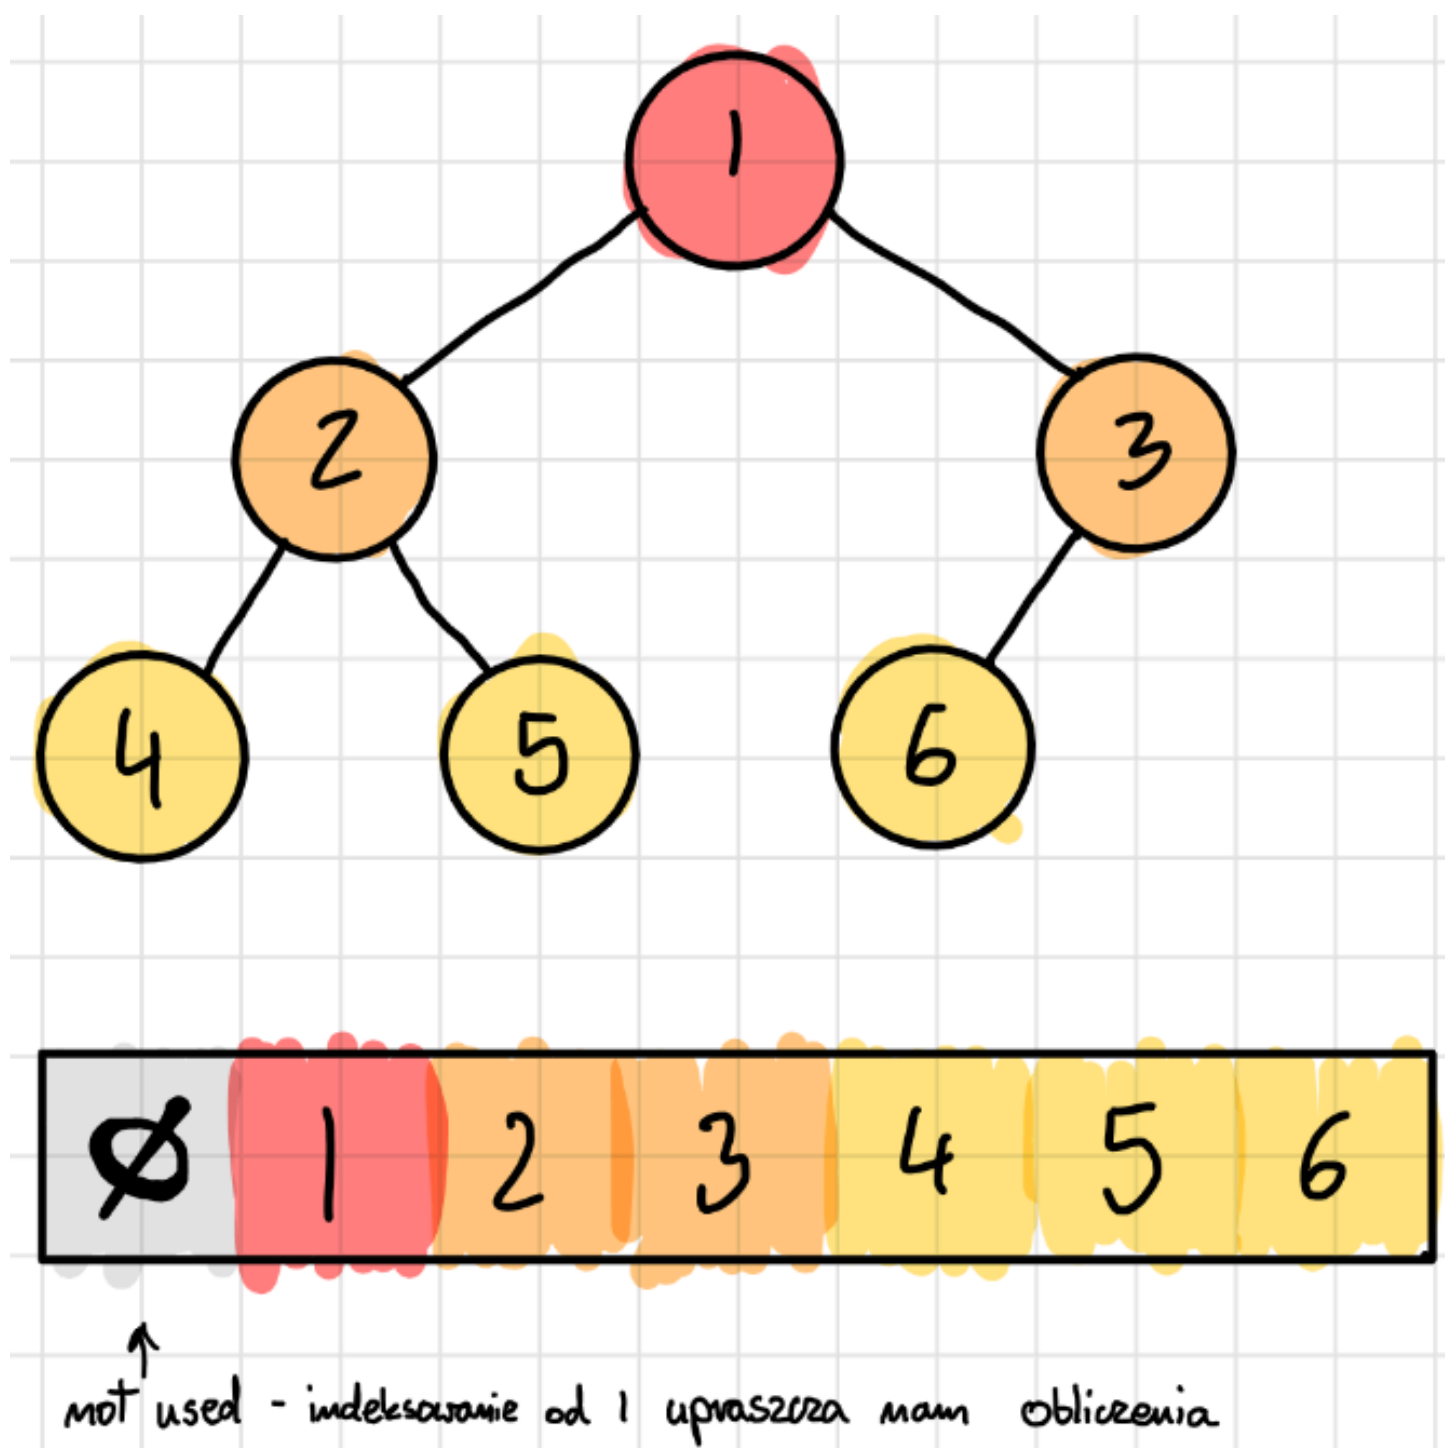 1
2 3
4 5 6
∅ 1 2 3 4 5 6
not used - indeksowanie od 1 upraszcza nam obliczenia